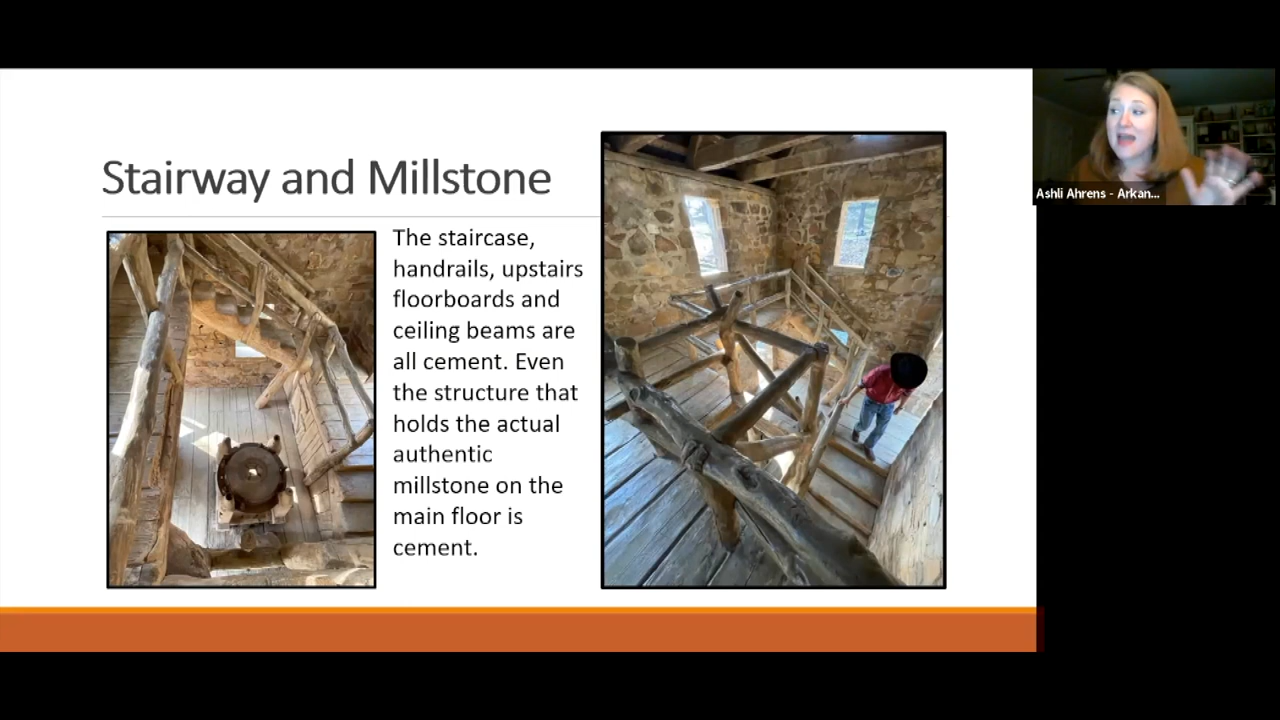 Stairway and Millstone
The staircase,
handrails, upstairs
floorboards and
ceiling beams are
all cement. Even
the structure that
holds the actual
authentic
millstone on the
main floor is
cement.
Ashli Ahrens - Arkan...